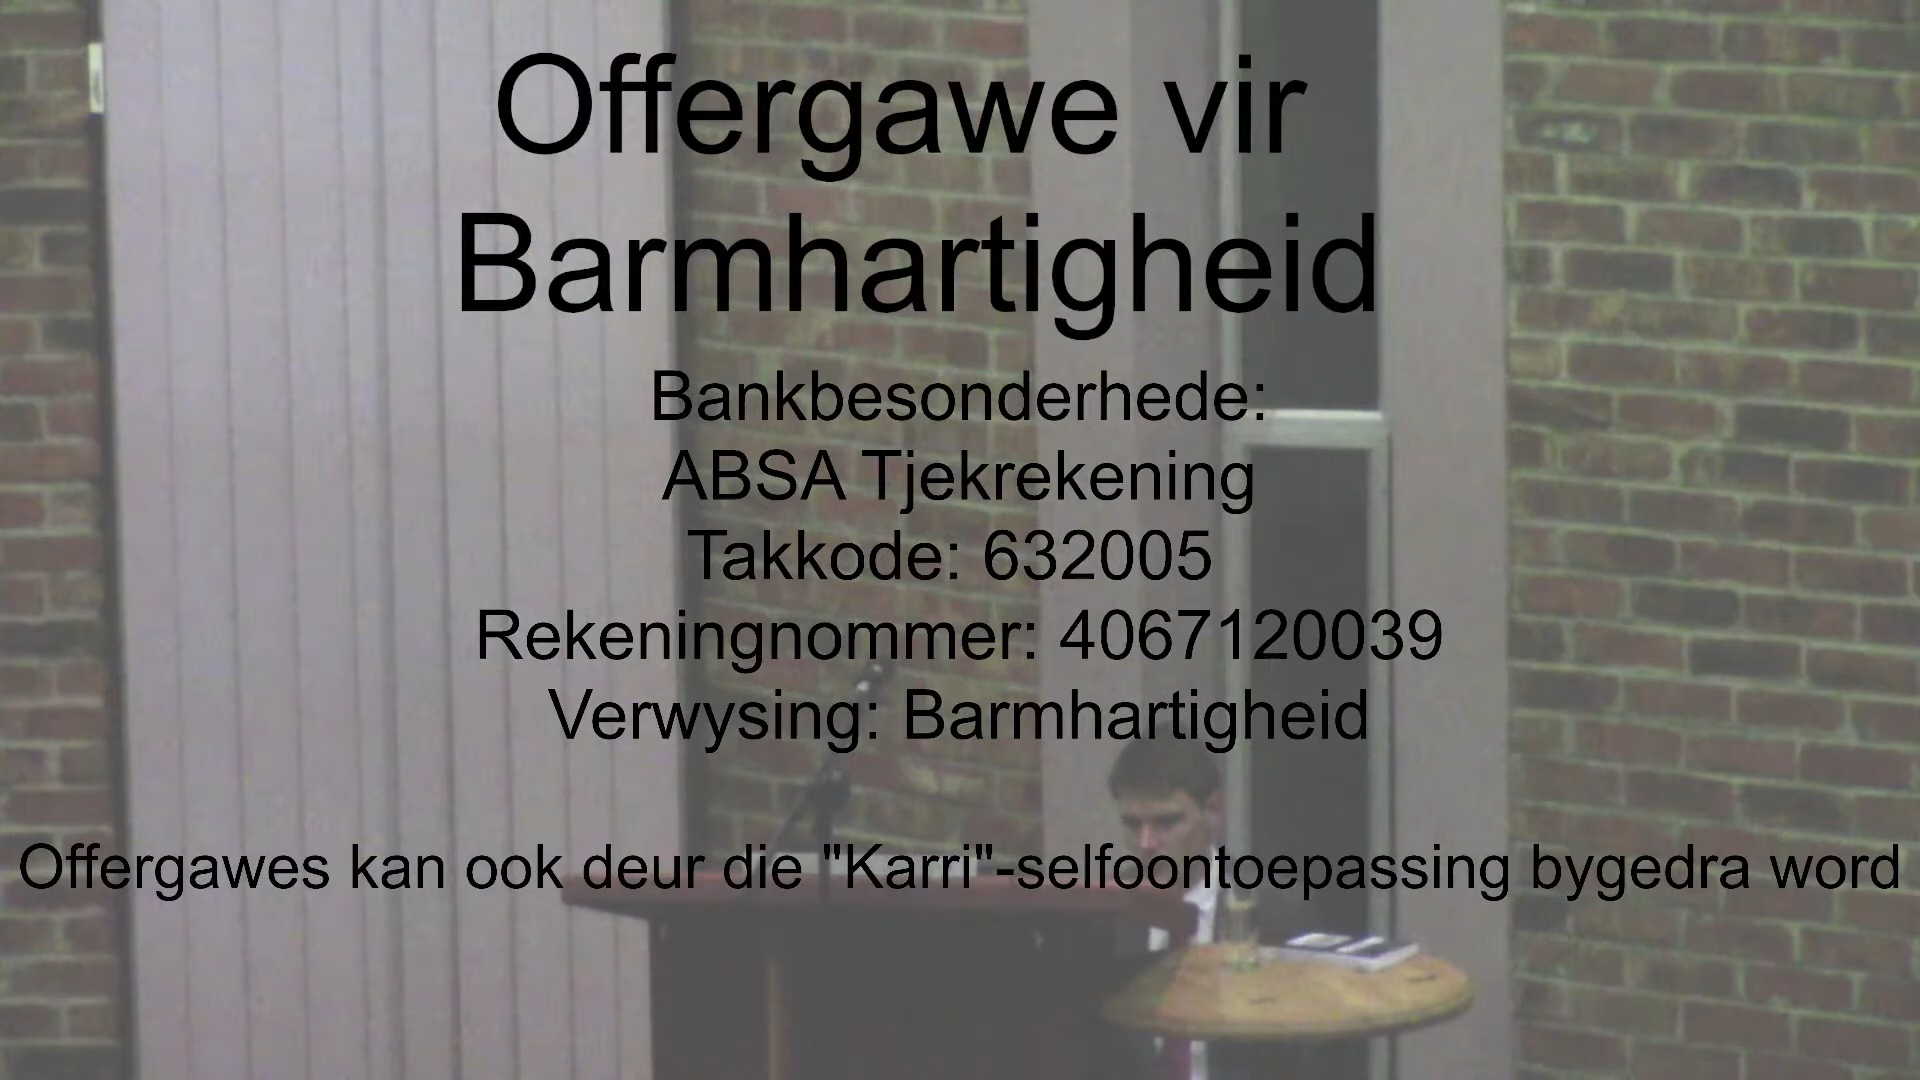 Offergawe vir
Barmhartigheid
Bankbesonderhede:
ABSA Tjekrekening
Takkode: 632005
Rekeningnommer: 4067120039
Verwysing: Barmhartigheid
Offergawes kan ook deur die "Karri"-selfoontoepassing bygedra word